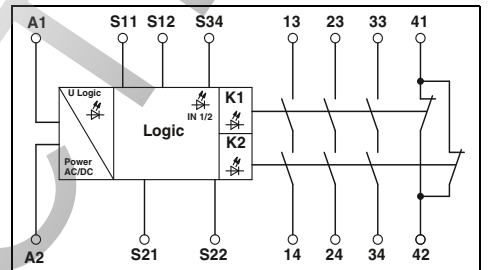 A1 S11 S12 S34 13 23 33 41
U Logic K1
IN 1/2
Logic
K2
Power
AC/DC
A2 S21 S22 14 24 34 42